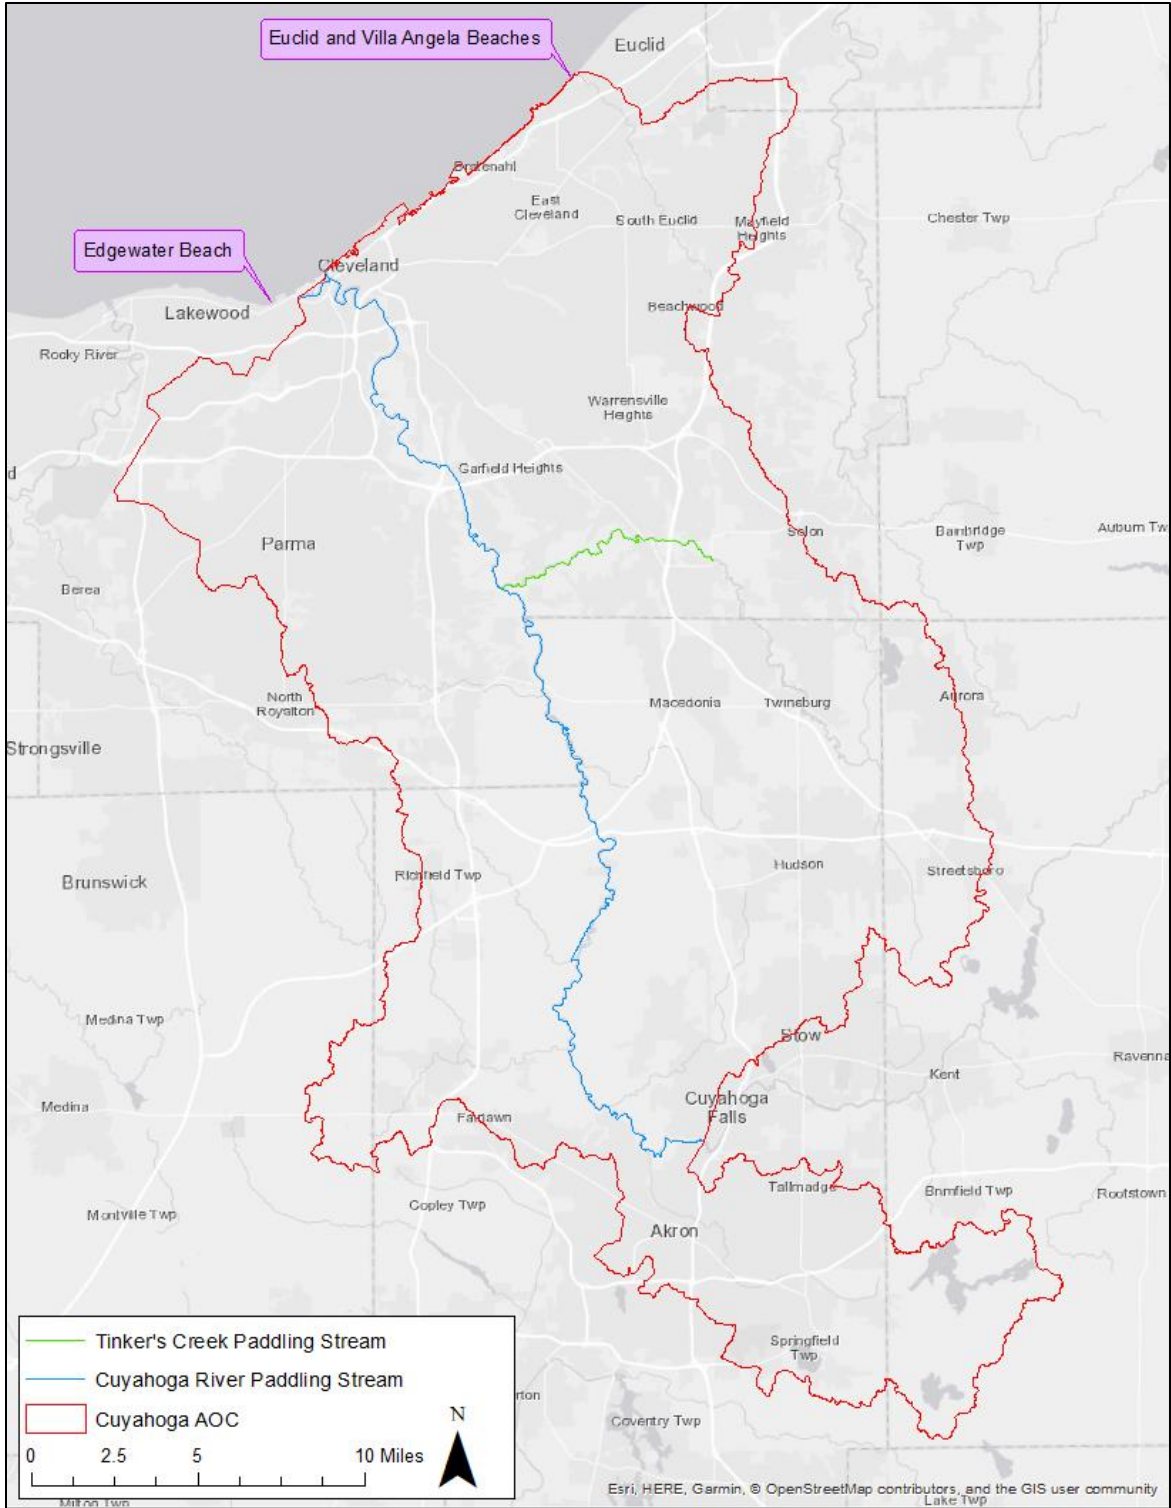 Euclid and Villa Angela Beaches
Euclid
Bratenahl
East
Cleveland
South Euclid
Mayfield
Heights
Chester Twp
Edgewater Beach
Cleveland
Lakewood
Beachwood
Rocky River
Warrensville
Heights
d
Garfield Heights
Parma
Solon
Bainbridge
Twp
Auburn Tw
Berea
North
Royalton
Macedonia
Twinsburg
Aurora
Strongsville
Brunswick
Richfield Twp
Hudson
Streetsboro
Medina Twp
Stow
Ravenna
Kent
Medina
Cuyahoga
Falls
Fairlawn
Tallmadge
Brimfield Twp
Rootstown
Montville Twp
Copley Twp
Akron
Springfield
Twp
Tinker's Creek Paddling Stream
Cuyahoga River Paddling Stream
Cuyahoga AOC
N
0 2.5 5 10 Miles
rton
Coventry Twp
Esri, HERE, Garmin, © OpenStreetMap contributors, and the GIS user community
Milton Twp
Lake Twp